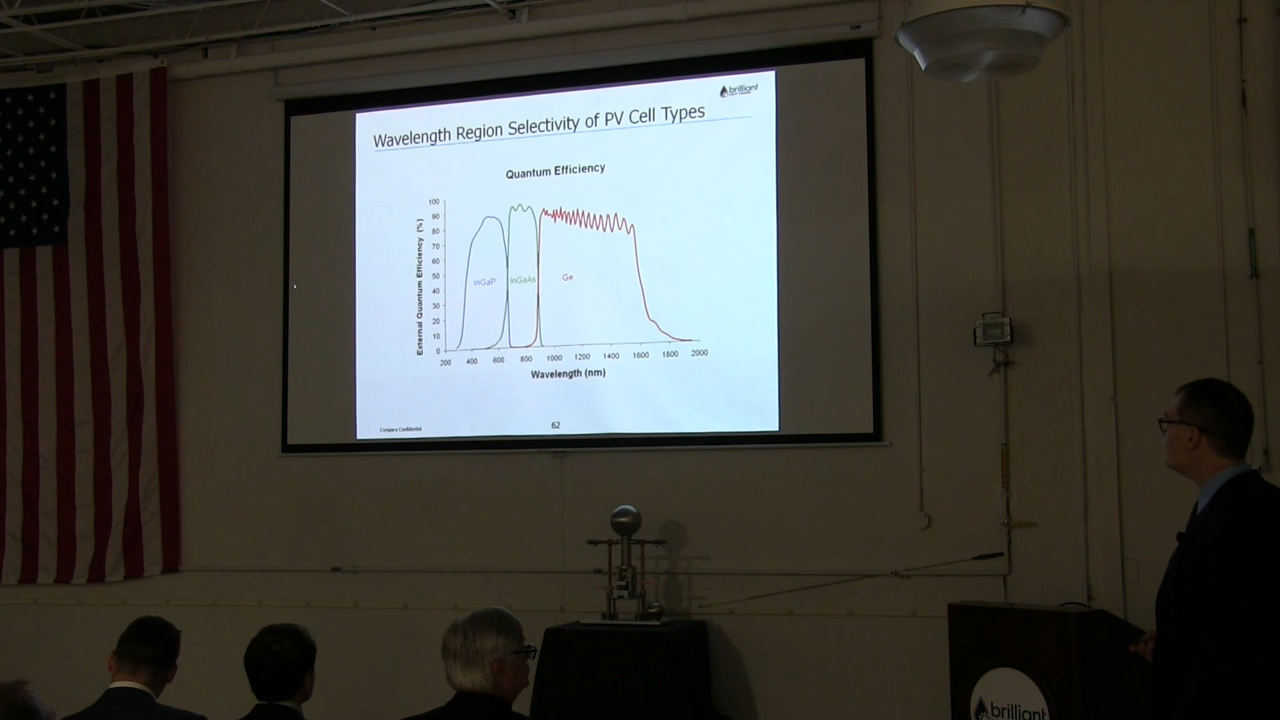 brilliant
Wavelength Region Selectivity of PV Cell Types
Quantum Efficiency
External Quantum Efficiency (%)
100
90
80
70
60
50
40
30
20
10
0
InGaP
InGaAs
Ge
200 400 600 800 1000 1200 1400 1600 1800 2000
Wavelength (nm)
Company Confidential
62
brilliant